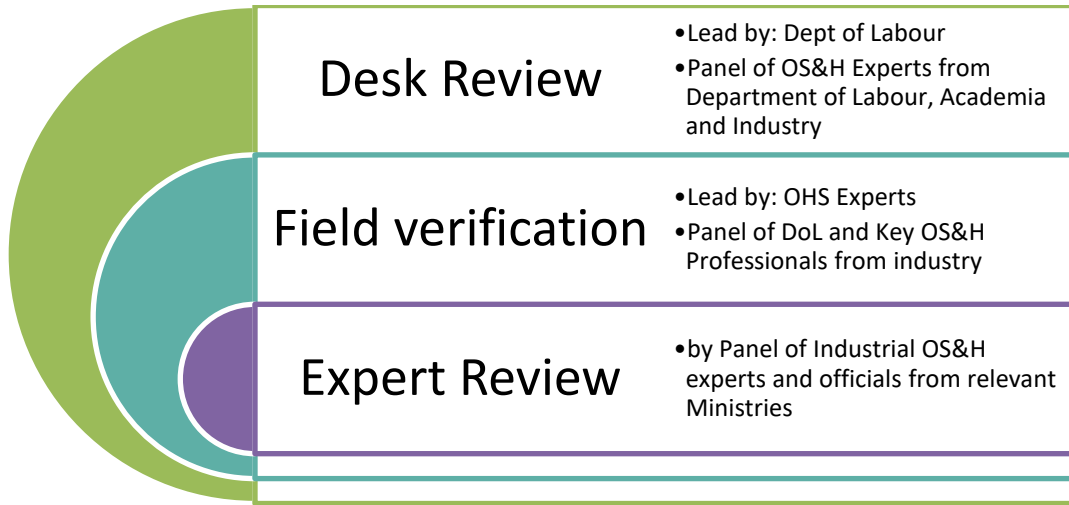 Desk Review
•Lead by: Dept of Labour
•Panel of OS&H Experts from
Department of Labour, Academia
and Industry
Field verification
•Lead by: OHS Experts
•Panel of DoL and Key OS&H
Professionals from industry
Expert Review
•by Panel of Industrial OS&H
experts and officials from relevant
Ministries